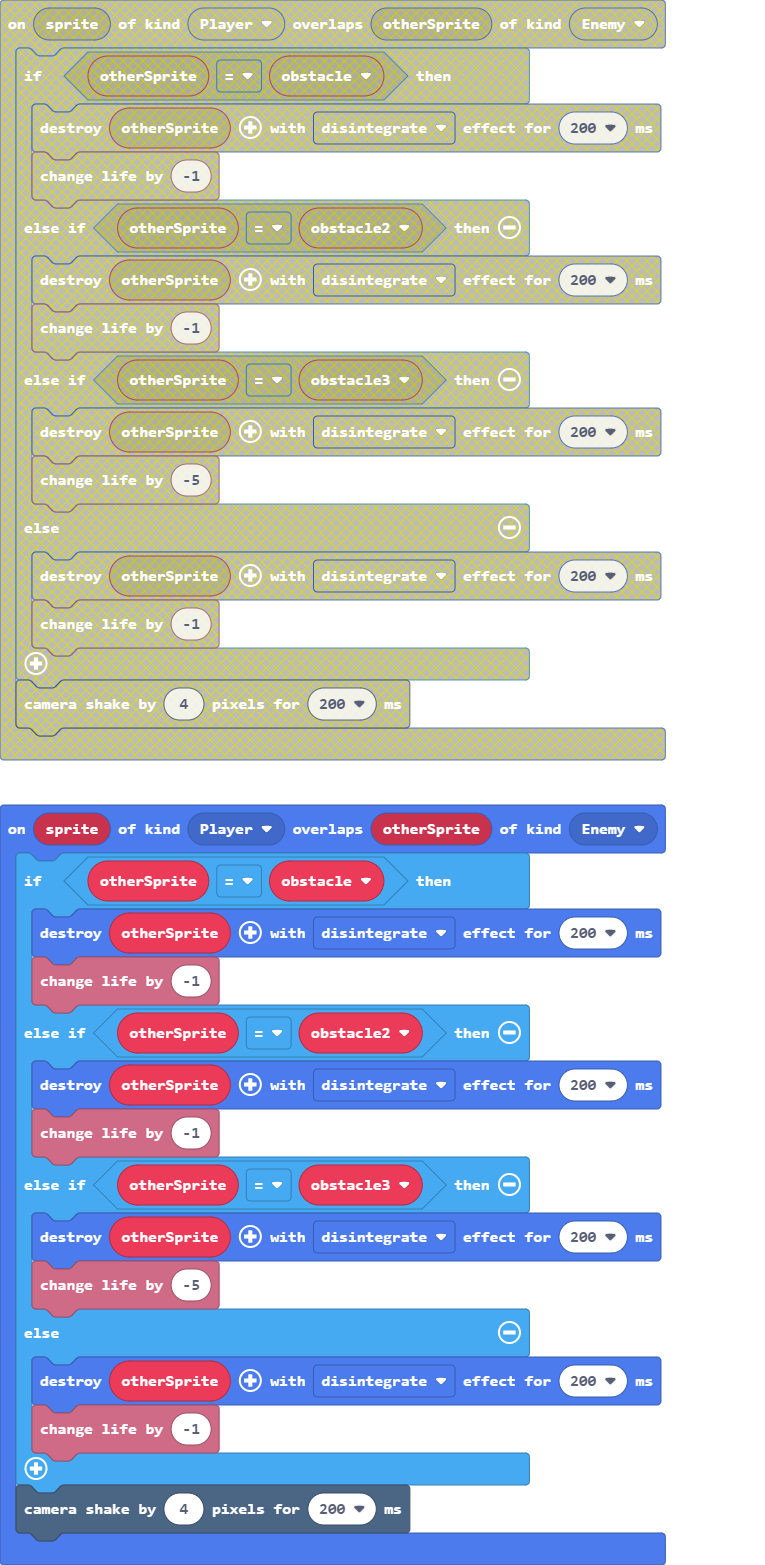 on sprite of kind Player overlaps otherSprite of kind Enemy
if otherSprite = obstacle then
destroy otherSprite with disintegrate effect for 200 ms
change life by -1
else if otherSprite = obstacle2 then
destroy otherSprite with disintegrate effect for 200 ms
change life by -1
else if otherSprite = obstacle3 then
destroy otherSprite with disintegrate effect for 200 ms
change life by -5
else
destroy otherSprite with disintegrate effect for 200 ms
change life by -1
camera shake by 4 pixels for 200 ms
on sprite of kind Player overlaps otherSprite of kind Enemy
if otherSprite = obstacle then
destroy otherSprite with disintegrate effect for 200 ms
change life by -1
else if otherSprite = obstacle2 then
destroy otherSprite with disintegrate effect for 200 ms
change life by -1
else if otherSprite = obstacle3 then
destroy otherSprite with disintegrate effect for 200 ms
change life by -5
else
destroy otherSprite with disintegrate effect for 200 ms
change life by -1
camera shake by 4 pixels for 200 ms